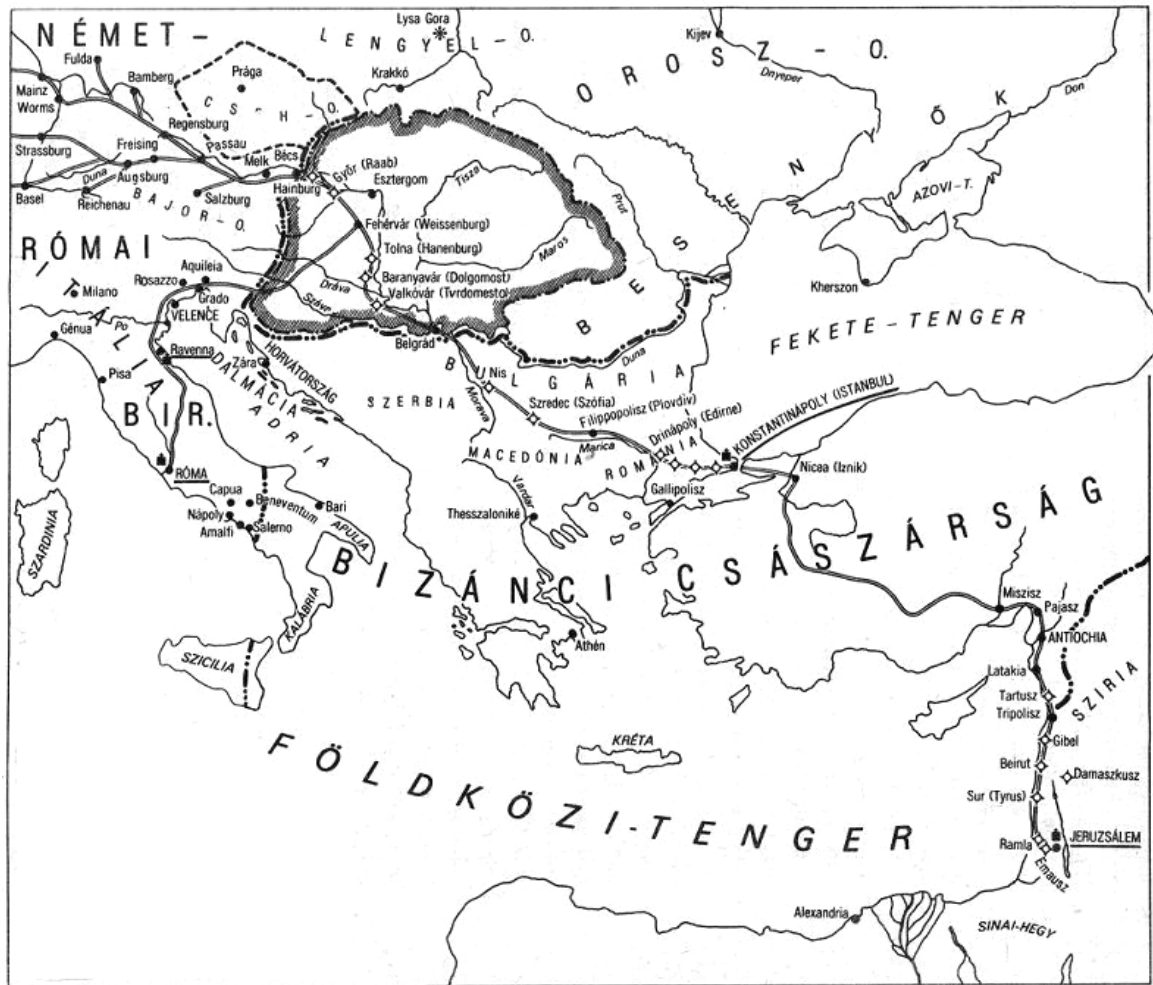 NÉMET-
RÓMAI
BIR.
ITÁLIA
LENGYEL-O.
Lysa Gora
Krakkó
Kijev
OROSZ-O.
Dnyeper
Don
Fulda
Mainz
Worms
Bamberg
Prága
CSEH-O.
Regensburg
Strassburg
Freising
Passau
Melk
Bécs
Augsburg
Duna
Basel
Reichenau
BAJOR-O.
Salzburg
Hainburg
Győr (Raab)
Esztergom
Tisza
Prut
Maros
Fehérvár (Weissenburg)
Tolna (Hanenburg)
Baranyavár (Dolgomost)
Valkóvár (Tvrdomesto)
Dráva
Száva
BESENYŐK
AZOVI-T.
Kherszon
FEKETE-TENGER
Milano
Rosazzo
Aquileia
Grado
VELENCE
Po
Génua
Ravenna
Pisa
Zára
HORVÁTORSZÁG
DALMÁCIA
ADRIA
Belgrád
Duna
BULGÁRIA
Nis
SZERBIA
Morava
Szredec (Szófia)
Filippopolisz (Plovdiv)
Marica
Drinápoly (Edirne)
KONSTANTINÁPOLY (ISTANBUL)
MACEDÓNIA
ROMÁNIA
Nicea (Iznik)
Gallipolisz
Vardar
Thesszaloniké
RÓMA
Capua
Beneventum
Nápoly
Amalfi
Salerno
Bari
APULIA
SZARDINIA
KALÁBRIA
SZICILIA
BIZÁNCI CSÁSZÁRSÁG
Athén
Miszisz
Pajasz
ANTIOCHIA
Latakia
Tartusz
Tripolisz
SZIRIA
Gibel
Beirut
Damaszkusz
Sur (Tyrus)
Ramla
JERUZSÁLEM
Emausz
KRÉTA
FÖLDKÖZI-TENGER
Alexandria
SINAI-HEGY